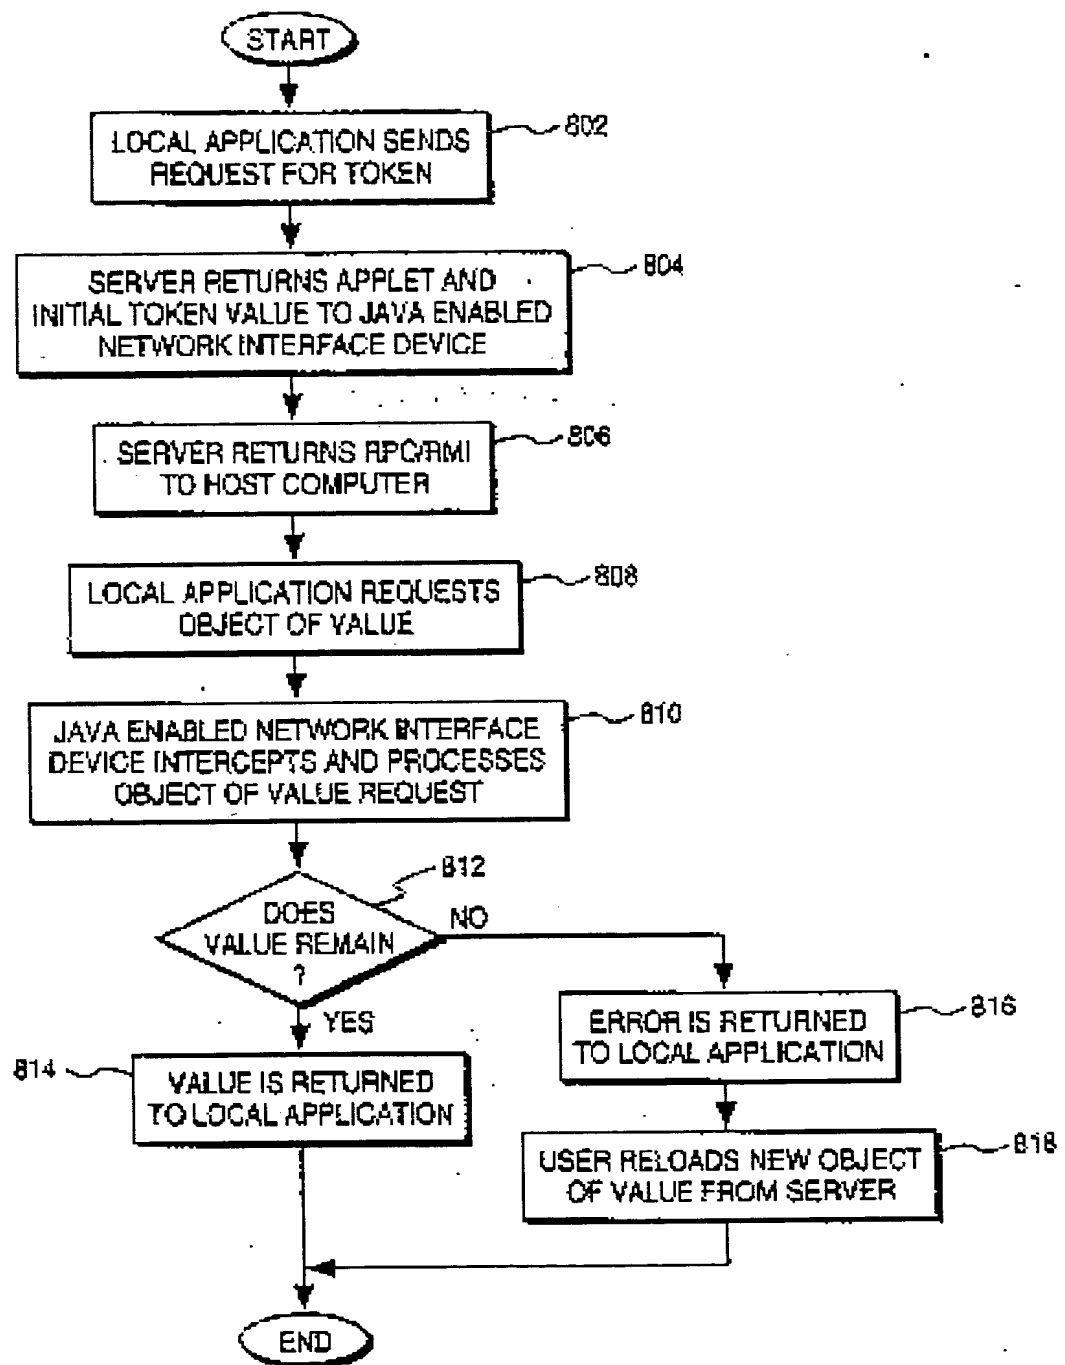 START
LOCAL APPLICATION SENDS
REQUEST FOR TOKEN
802
SERVER RETURNS APPLET AND
INITIAL TOKEN VALUE TO JAVA ENABLED
NETWORK INTERFACE DEVICE
804
SERVER RETURNS RPC/RMI
TO HOST COMPUTER
806
LOCAL APPLICATION REQUESTS
OBJECT OF VALUE
808
JAVA ENABLED NETWORK INTERFACE
DEVICE INTERCEPTS AND PROCESSES
OBJECT OF VALUE REQUEST
810
812
DOES
VALUE REMAIN
?
NO
YES
ERROR IS RETURNED
TO LOCAL APPLICATION
816
814
VALUE IS RETURNED
TO LOCAL APPLICATION
USER RELOADS NEW OBJECT
OF VALUE FROM SERVER
818
END